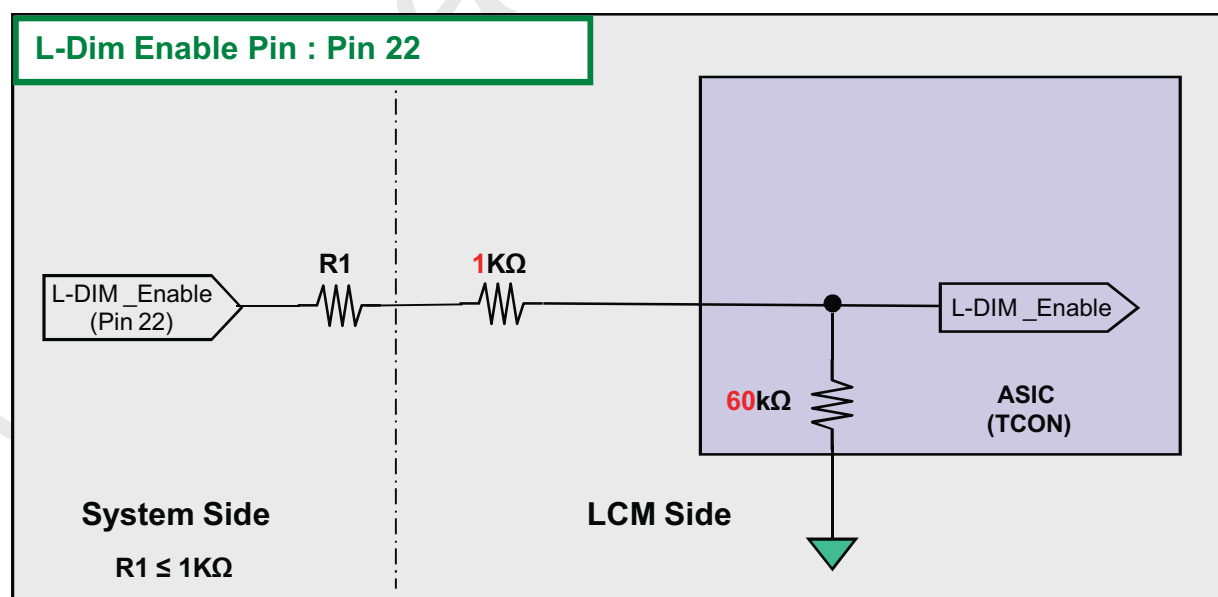 L-Dim Enable Pin : Pin 22
R1
1KΩ
L-DIM _Enable
(Pin 22)
L-DIM _Enable
60kΩ
ASIC
(TCON)
System Side
LCM Side
R1 ≤ 1KΩ